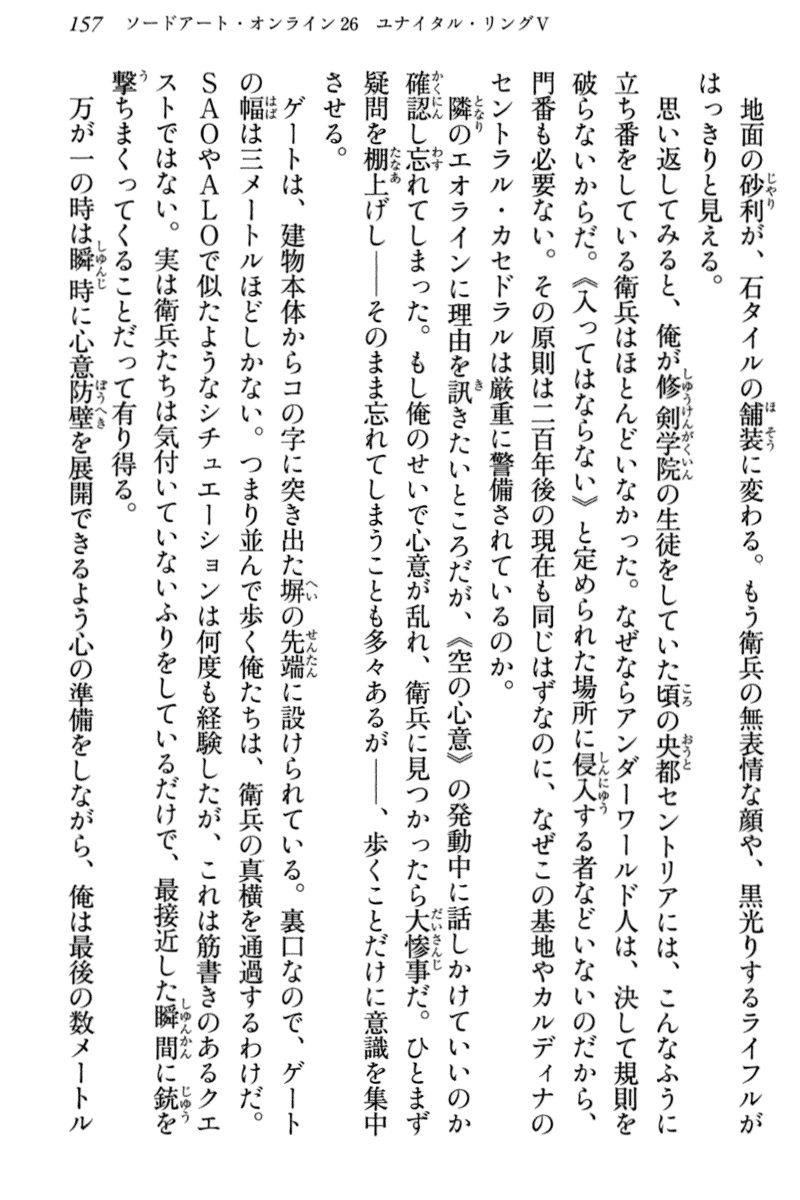 157 ソードアート・オンライン26 ユナイタル・リングⅤ
地面の砂利が、石タイルの舗装に変わる。もう衛兵の無表情な顔や、黒光りするライフルが
はっきりと見える。
思い返してみると、俺が修剣学院の生徒をしていた頃の央都セントリアには、こんなふうに
立ち番をしている衛兵はほとんどいなかった。なぜならアンダーワールド人は、決して規則を
破らないからだ。《入ってはならない》と定められた場所に侵入する者などいないのだから、
門番も必要ない。その原則は二百年後の現在も同じはずなのに、なぜこの基地やカルディナの
セントラル・カセドラルは厳重に警備されているのか。
隣のエオラインに理由を訊きたいところだが、《空の心意》の発動中に話しかけていいのか
確認し忘れてしまった。もし俺のせいで心意が乱れ、衛兵に見つかったら大惨事だ。ひとまず
疑問を棚上げし――そのまま忘れてしまうことも多々あるが――、歩くことだけに意識を集中
させる。
ゲートは、建物本体からコの字に突き出た塀の先端に設けられている。裏口なので、ゲート
の幅は三メートルほどしかない。つまり並んで歩く俺たちは、衛兵の真横を通過するわけだ。
SAOやALOで似たようなシチュエーションは何度も経験したが、これは筋書きのあるクエ
ストではない。実は衛兵たちは気付いていないふりをしているだけで、最接近した瞬間に銃を
撃ちまくってくることだって有り得る。
万が一の時は瞬時に心意防壁を展開できるよう心の準備をしながら、俺は最後の数メートル